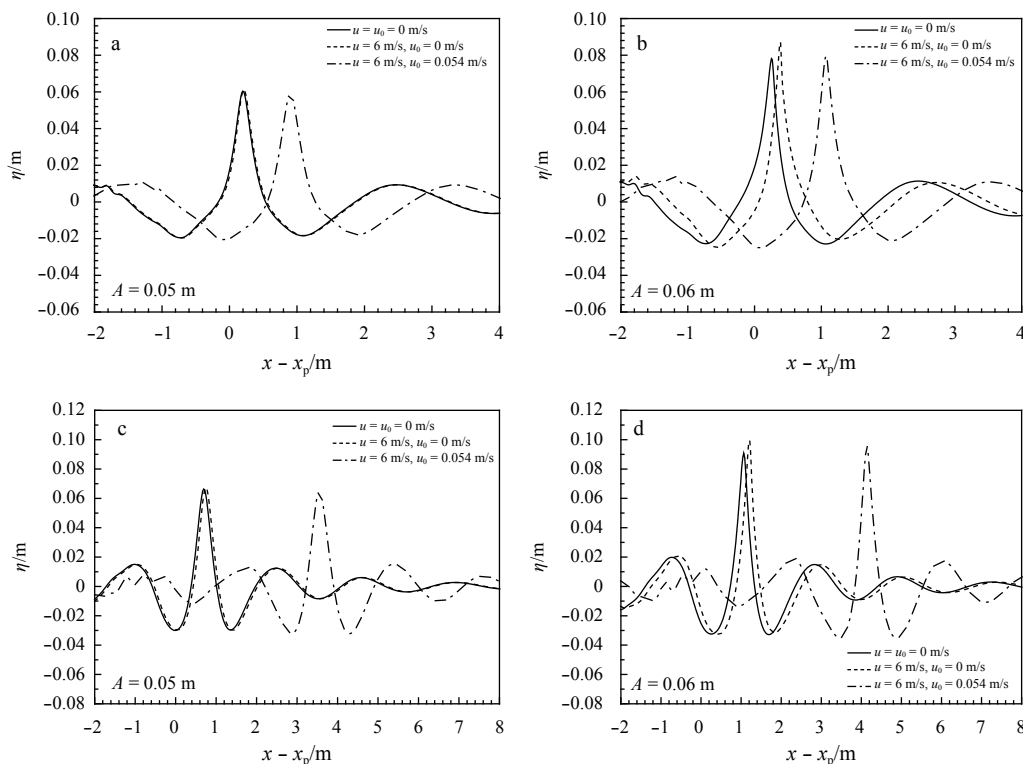 0.10
0.08
0.06
0.04
0.02
0
−0.02
−0.04
−0.06
η/m
a
u = u₀ = 0 m/s
u = 6 m/s, u₀ = 0 m/s
u = 6 m/s, u₀ = 0.054 m/s
A = 0.05 m
−2 −1 0 1 2 3 4
x − xₚ/m
0.10
0.08
0.06
0.04
0.02
0
−0.02
−0.04
−0.06
η/m
b
u = u₀ = 0 m/s
u = 6 m/s, u₀ = 0 m/s
u = 6 m/s, u₀ = 0.054 m/s
A = 0.06 m
−2 −1 0 1 2 3 4
x − xₚ/m
0.12
0.10
0.08
0.06
0.04
0.02
0
−0.02
−0.04
−0.06
−0.08
η/m
c
u = u₀ = 0 m/s
u = 6 m/s, u₀ = 0 m/s
u = 6 m/s, u₀ = 0.054 m/s
A = 0.05 m
−2 −1 0 1 2 3 4 5 6 7 8
x − xₚ/m
0.12
0.10
0.08
0.06
0.04
0.02
0
−0.02
−0.04
−0.06
−0.08
η/m
d
u = u₀ = 0 m/s
u = 6 m/s, u₀ = 0 m/s
u = 6 m/s, u₀ = 0.054 m/s
A = 0.06 m
−2 −1 0 1 2 3 4 5 6 7 8
x − xₚ/m